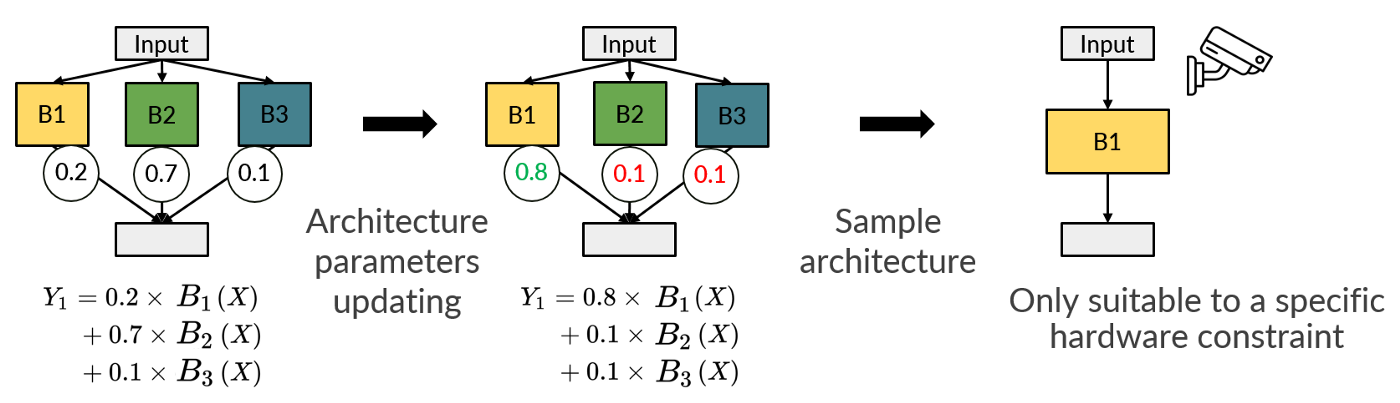 Input
B1
B2
B3
0.2
0.7
0.1
Y₁ = 0.2 × B₁(X)
+ 0.7 × B₂(X)
+ 0.1 × B₃(X)
Architecture
parameters
updating
Input
B1
B2
B3
0.8
0.1
0.1
Y₁ = 0.8 × B₁(X)
+ 0.1 × B₂(X)
+ 0.1 × B₃(X)
Sample
architecture
Input
B1
Only suitable to a specific
hardware constraint